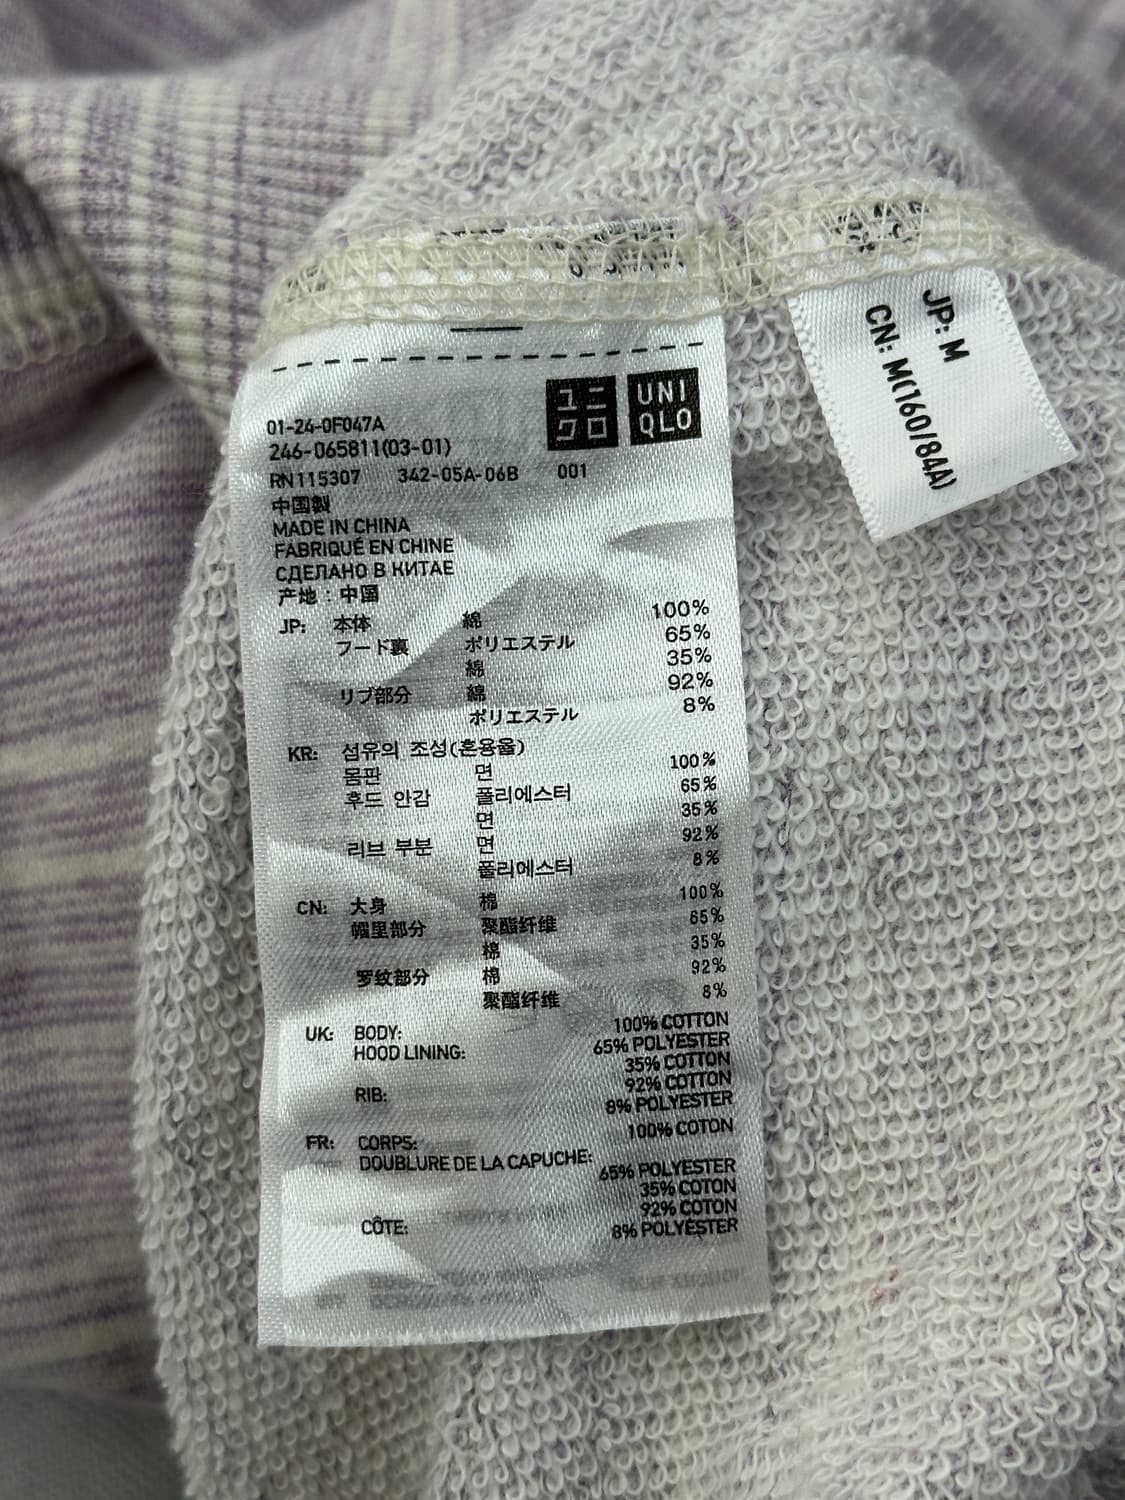 ユニ
クロ
UNI
QLO
01-24-0F047A
246-065811(03-01)
RN115307 342-05A-06B 001
中国製
MADE IN CHINA
FABRIQUÉ EN CHINE
СДЕЛАНО В КИТАЕ
产地 : 中国
JP: 本体 綿 100%
フード裏 ポリエステル 65%
綿 35%
リブ部分 綿 92%
ポリエステル 8%
KR: 섬유의 조성(혼용율)
몸판 면 100%
후드 안감 폴리에스터 65%
면 35%
리브 부분 면 92%
폴리에스터 8%
CN: 大身 棉 100%
帽里部分 聚酯纤维 65%
棉 35%
罗纹部分 棉 92%
聚酯纤维 8%
UK: BODY: 100% COTTON
HOOD LINING: 65% POLYESTER
35% COTTON
RIB: 92% COTTON
8% POLYESTER
FR: CORPS: 100% COTON
DOUBLURE DE LA CAPUCHE:
65% POLYESTER
35% COTON
CÔTE: 92% COTON
8% POLYESTER
JP: M
CN: M(160/84A)